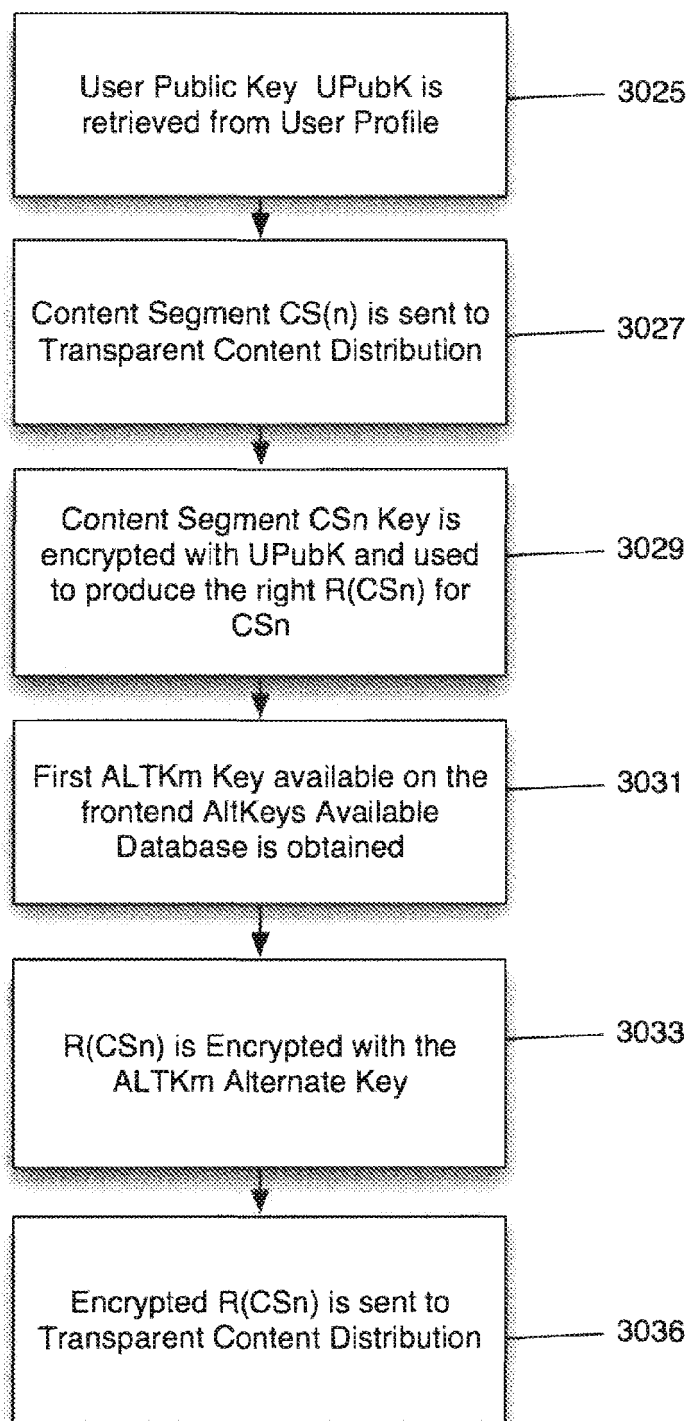 User Public Key UPubK is
retrieved from User Profile
3025
Content Segment CS(n) is sent to
Transparent Content Distribution
3027
Content Segment CSn Key is
encrypted with UPubK and used
to produce the right R(CSn) for
CSn
3029
First ALTKm Key available on the
frontend AltKeys Available
Database is obtained
3031
R(CSn) is Encrypted with the
ALTKm Alternate Key
3033
Encrypted R(CSn) is sent to
Transparent Content Distribution
3036